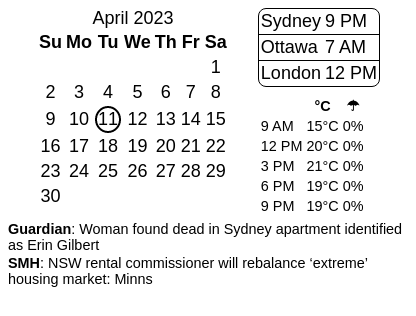 April 2023
Su Mo Tu We Th Fr Sa
1
2 3 4 5 6 7 8
9 10 11 12 13 14 15
16 17 18 19 20 21 22
23 24 25 26 27 28 29
30
Sydney 9 PM
Ottawa 7 AM
London 12 PM
°C ☂
9 AM 15°C 0%
12 PM 20°C 0%
3 PM 21°C 0%
6 PM 19°C 0%
9 PM 19°C 0%
Guardian: Woman found dead in Sydney apartment identified
as Erin Gilbert
SMH: NSW rental commissioner will rebalance ‘extreme’
housing market: Minns